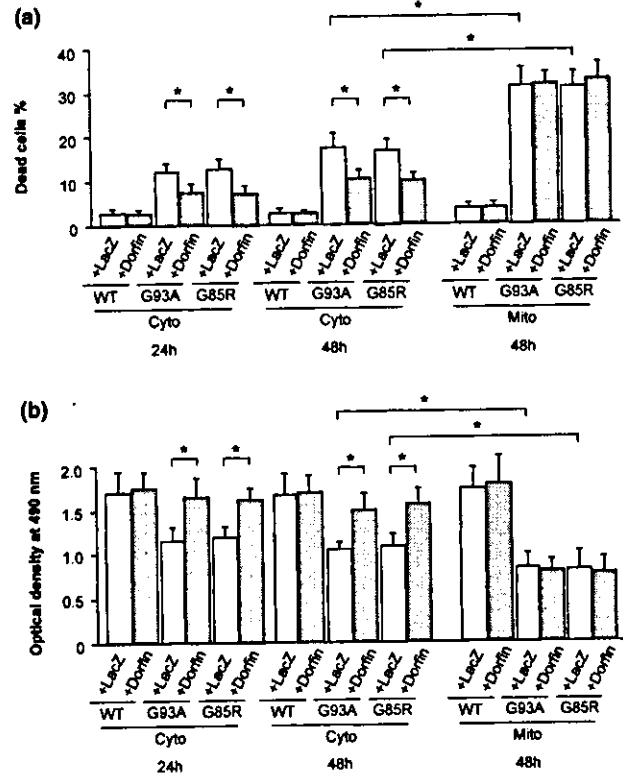 (a)
*
*
* * * *
40
30
20
10
0
Dead cells %
+LacZ +Dorfin +LacZ +Dorfin +LacZ +Dorfin +LacZ +Dorfin +LacZ +Dorfin +LacZ +Dorfin +LacZ +Dorfin +LacZ +Dorfin +LacZ +Dorfin
WT G93A G85R WT G93A G85R WT G93A G85R
Cyto Cyto Mito
24h 48h 48h
(b)
*
*
* * * *
2.0
1.5
1.0
0.5
0
Optical density at 490 nm
+LacZ +Dorfin +LacZ +Dorfin +LacZ +Dorfin +LacZ +Dorfin +LacZ +Dorfin +LacZ +Dorfin +LacZ +Dorfin +LacZ +Dorfin +LacZ +Dorfin
WT G93A G85R WT G93A G85R WT G93A G85R
Cyto Cyto Mito
24h 48h 48h